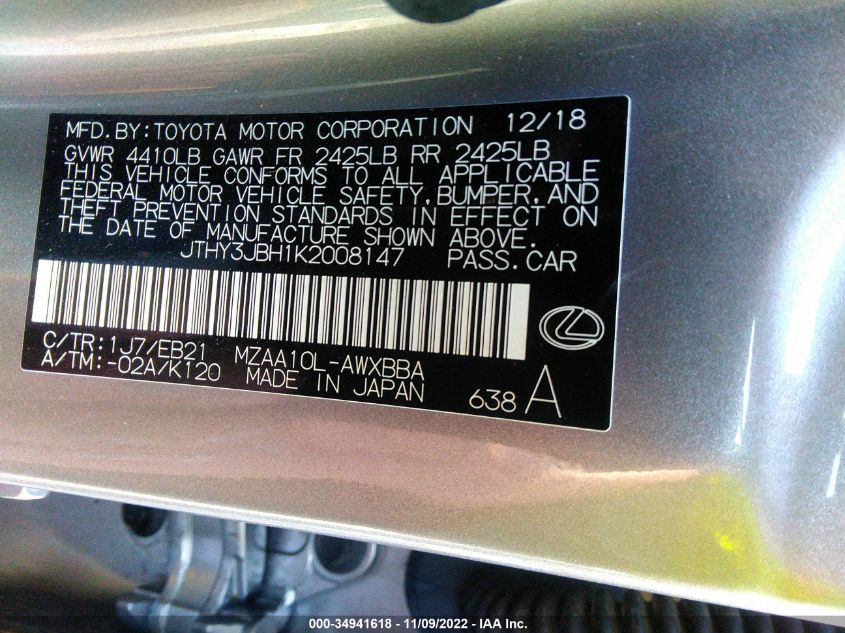 MFD. BY: TOYOTA MOTOR CORPORATION 12/18
GVWR 4410LB GAWR FR 2425LB RR 2425LB
THIS VEHICLE CONFORMS TO ALL APPLICABLE
FEDERAL MOTOR VEHICLE SAFETY, BUMPER, AND
THEFT PREVENTION STANDARDS IN EFFECT ON
THE DATE OF MANUFACTURE SHOWN ABOVE.
JTHY3JBH1K2008147 PASS. CAR
C/TR: 1J7/EB21 MZAA10L-AWXBBA
A/TM: -02A/K120 MADE IN JAPAN 638 A
000-34941618 - 11/09/2022 - IAA Inc.